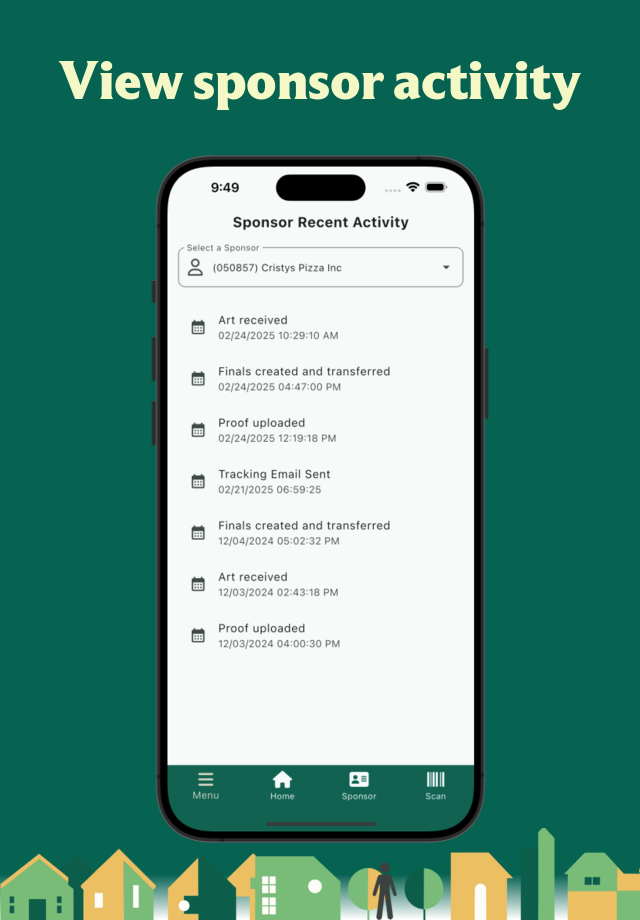 View sponsor activity
9:49
Sponsor Recent Activity
Select a Sponsor
(050857) Cristys Pizza Inc
Art received
02/24/2025 10:29:10 AM
Finals created and transferred
02/24/2025 04:47:00 PM
Proof uploaded
02/24/2025 12:19:18 PM
Tracking Email Sent
02/21/2025 06:59:25
Finals created and transferred
12/04/2024 05:02:32 PM
Art received
12/03/2024 02:43:18 PM
Proof uploaded
12/03/2024 04:00:30 PM
Menu Home Sponsor Scan